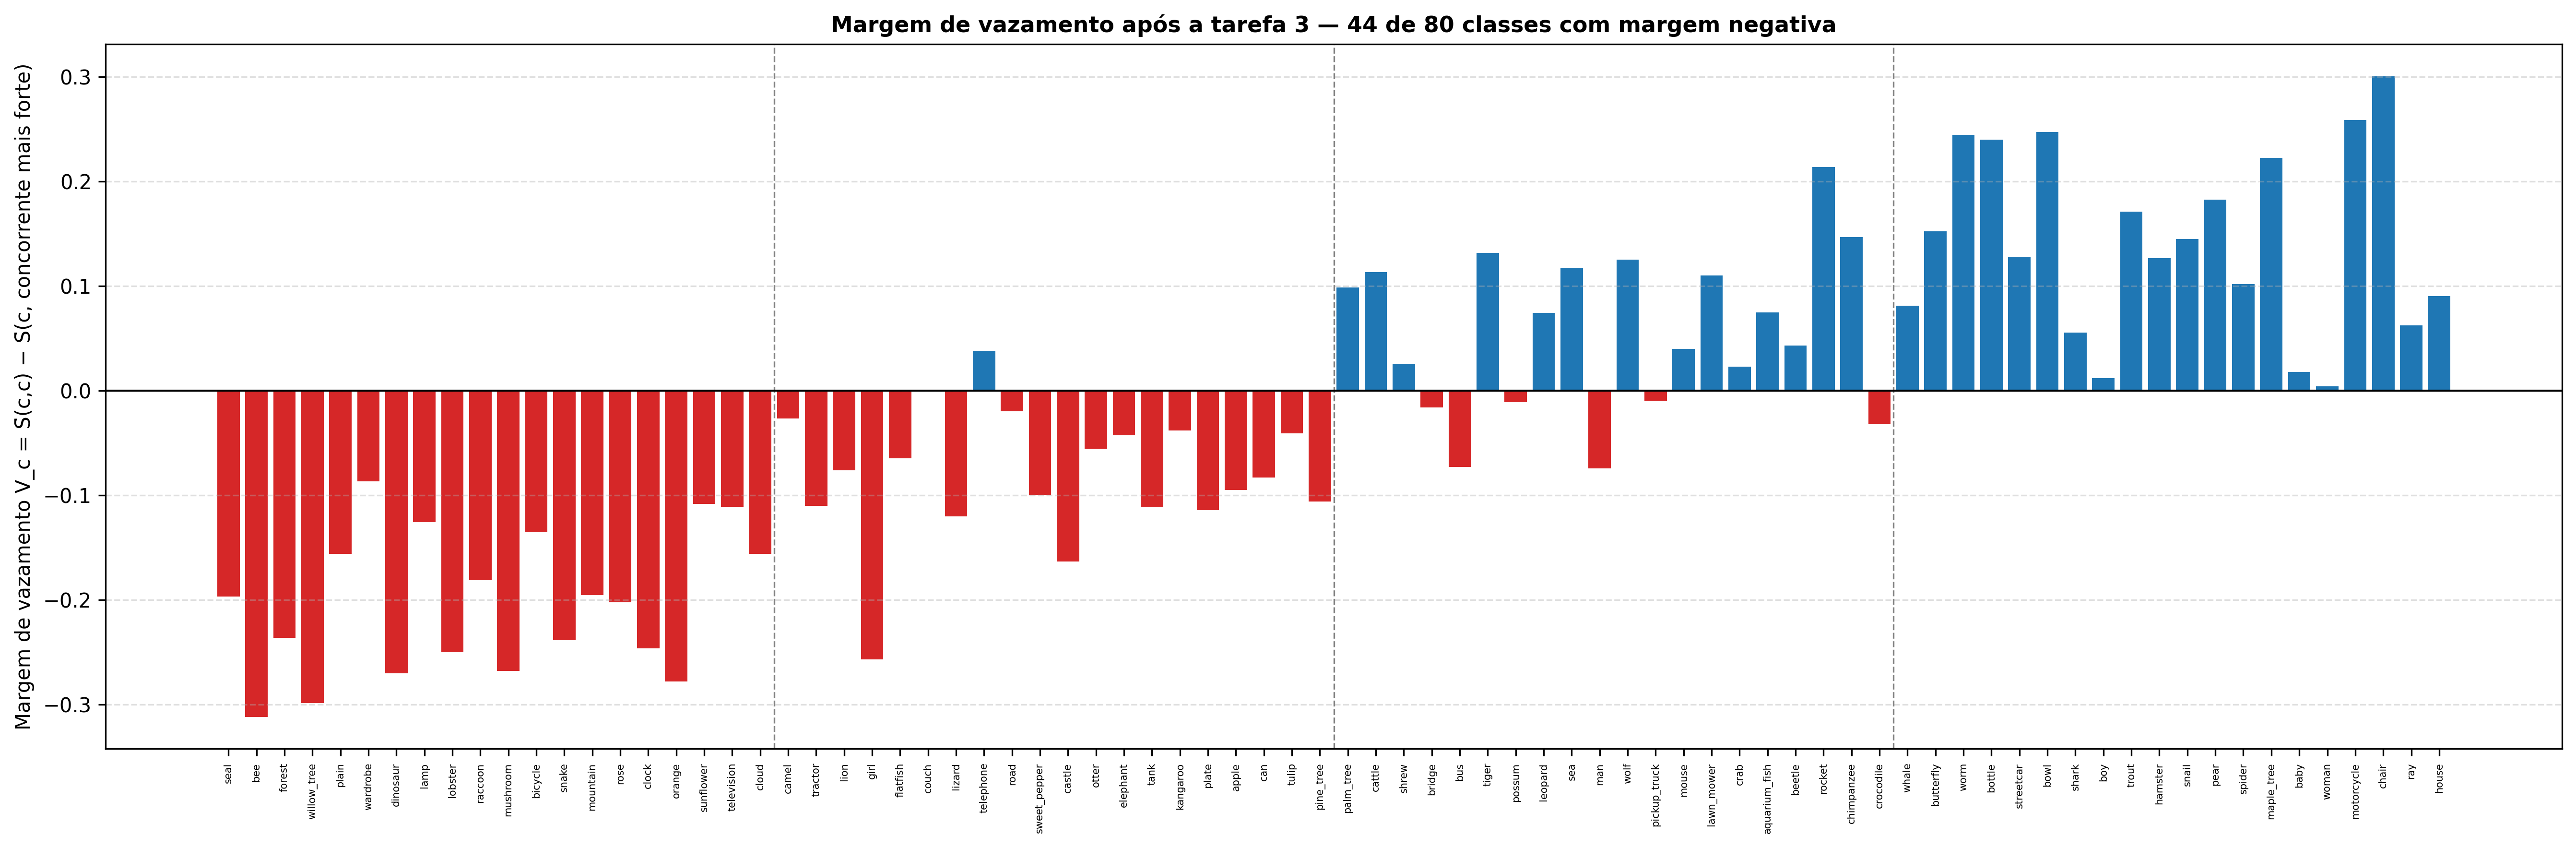 Margem de vazamento após a tarefa 3 — 44 de 80 classes com margem negativa
Margem de vazamento V_c = S(c,c) − S(c, concorrente mais forte)
0.3
0.2
0.1
0.0
−0.1
−0.2
−0.3
seal
bee
forest
willow_tree
plain
wardrobe
dinosaur
lamp
lobster
raccoon
mushroom
bicycle
snake
mountain
rose
clock
orange
sunflower
television
cloud
camel
tractor
lion
girl
flatfish
couch
lizard
telephone
road
sweet_pepper
castle
otter
elephant
tank
kangaroo
plate
apple
can
tulip
pine_tree
palm_tree
cattle
shrew
bridge
bus
tiger
possum
leopard
sea
man
wolf
pickup_truck
mouse
lawn_mower
crab
aquarium_fish
beetle
rocket
chimpanzee
crocodile
whale
butterfly
worm
bottle
streetcar
bowl
shark
boy
trout
hamster
snail
pear
spider
maple_tree
baby
woman
motorcycle
chair
ray
house